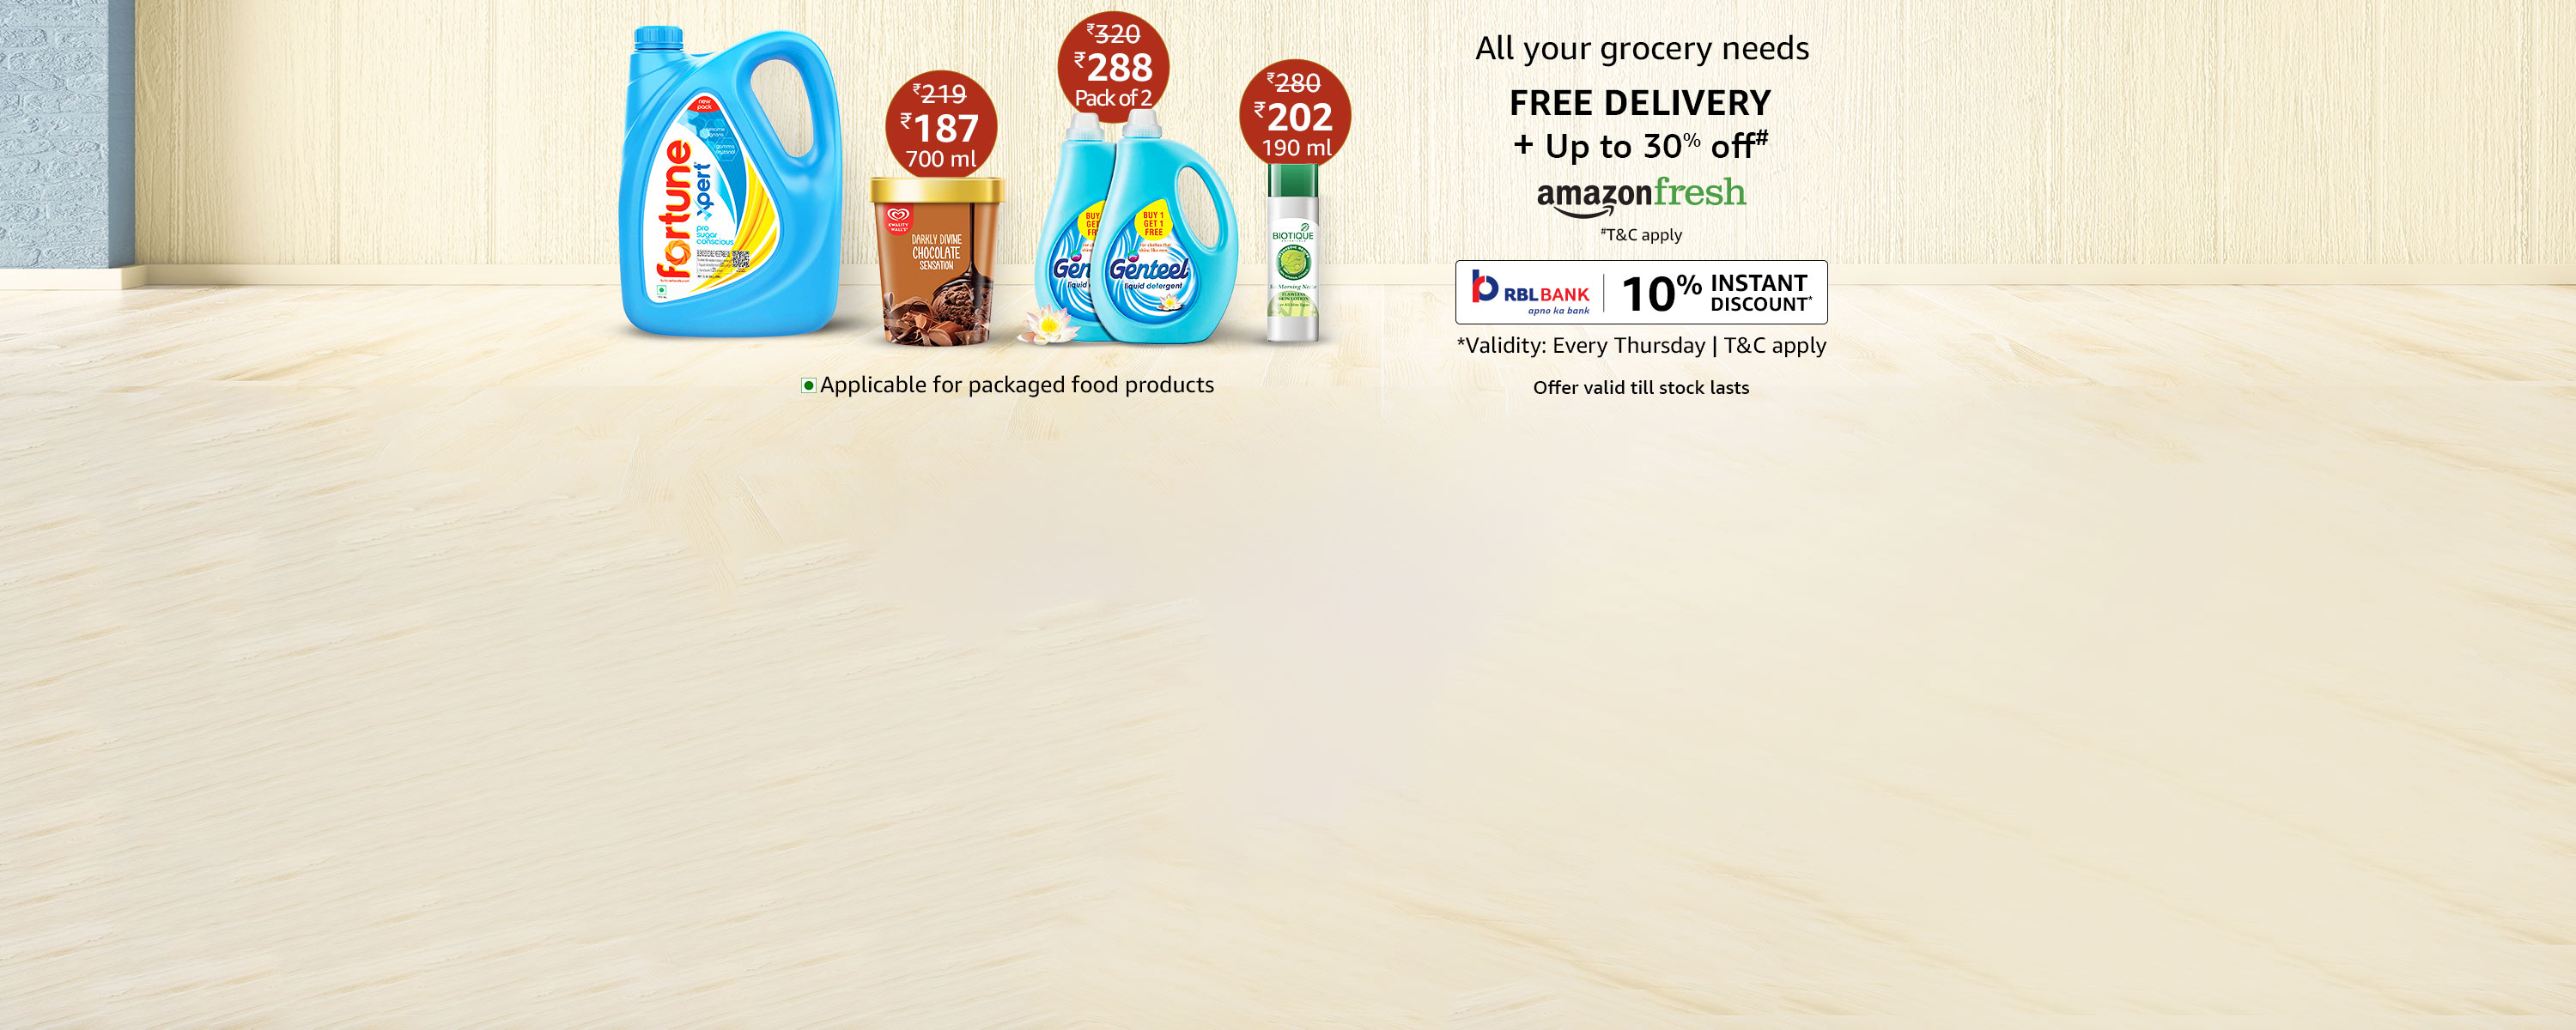 ₹320
₹288
Pack of 2
₹219
₹187
700 ml
₹280
₹202
190 ml
new
pack
fortune
xpert
pro
sugar
conscious
KWALITY
WALL'S
DARKLY DIVINE
CHOCOLATE
SENSATION
BUY 1
GET 1
FREE
Genteel
liquid detergent
BIOTIQUE
Applicable for packaged food products
All your grocery needs
FREE DELIVERY
+ Up to 30% off#
amazonfresh
#T&C apply
RBLBANK
apno ka bank
10% INSTANT
DISCOUNT*
*Validity: Every Thursday | T&C apply
Offer valid till stock lasts